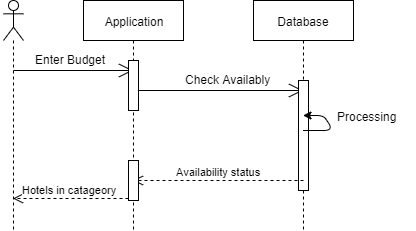 Application
Database
Enter Budget
Check Availably
Processing
Availability status
Hotels in catageory